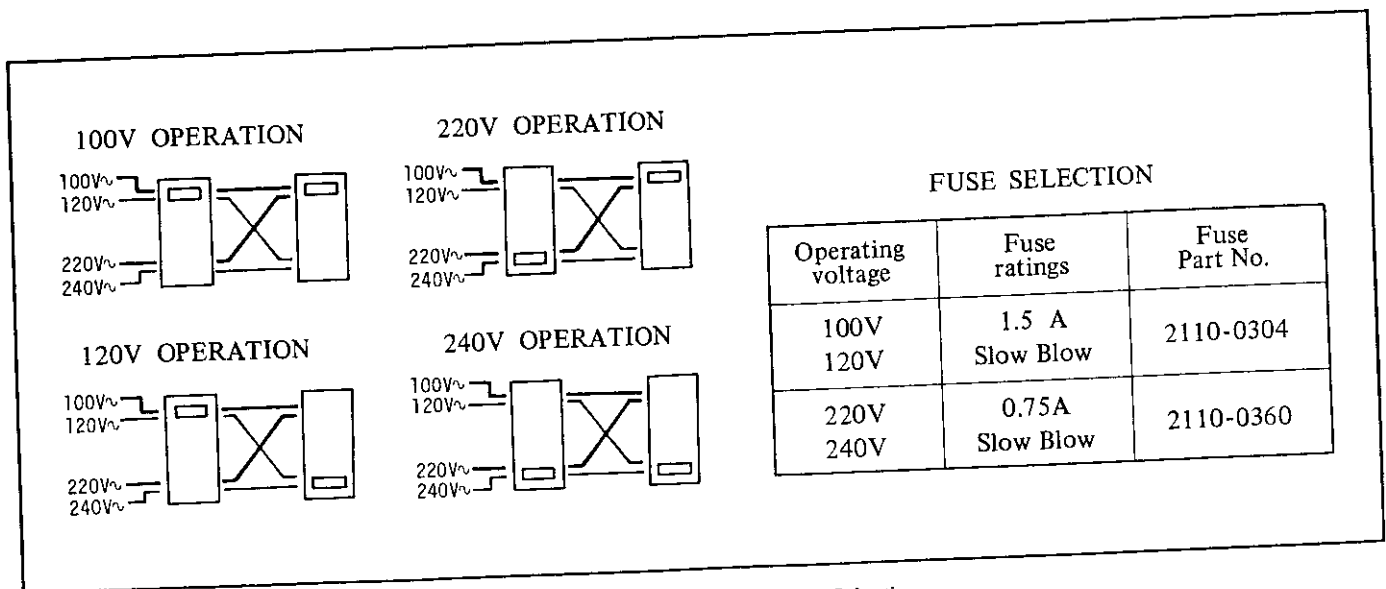 100V OPERATION
100V~
120V~
220V~
240V~
220V OPERATION
100V~
120V~
220V~
240V~
120V OPERATION
100V~
120V~
220V~
240V~
240V OPERATION
100V~
120V~
220V~
240V~
FUSE SELECTION
Operating voltage Fuse ratings Fuse Part No.
100V 120V 1.5 A Slow Blow 2110-0304
220V 240V 0.75A Slow Blow 2110-0360